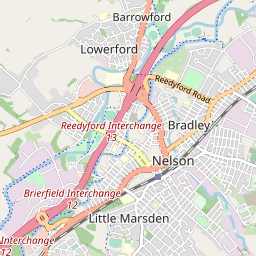 Barrowford
Lowerford
Reedyford Road
Reedyford Interchange
13
Bradley
Nelson
Brierfield Interchange
12
Little Marsden
Interchange
12